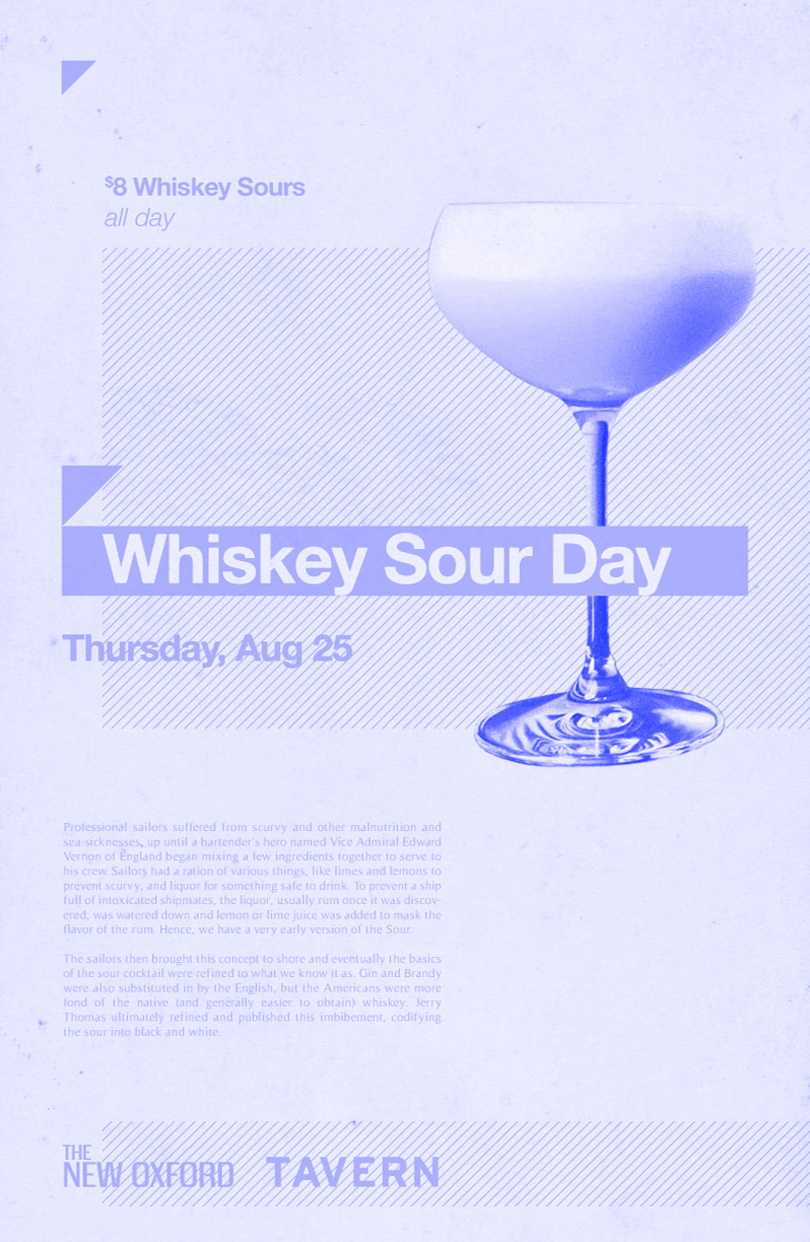 $8 Whiskey Sours
all day
Whiskey Sour Day
Thursday, Aug 25
Professional sailors suffered from scurvy and other malnutrition and
sea-sicknesses, up until a bartender's hero named Vice Admiral Edward
Vernon of England began mixing a few ingredients together to serve to
his crew. Sailors had a ration of various things, like limes and lemons to
prevent scurvy, and liquor for something safe to drink. To prevent a ship
full of intoxicated shipmates, the liquor, usually rum once it was discov-
ered, was watered down and lemon or lime juice was added to mask the
flavor of the rum. Hence, we have a very early version of the Sour.
The sailors then brought this concept to shore and eventually the basics
of the sour cocktail were refined to what we know it as. Gin and Brandy
were also substituted in by the English, but the Americans were more
fond of the native (and generally easier to obtain) whiskey. Jerry
Thomas ultimately refined and published this imbibement, codifying
the sour into black and white.
THE
NEW OXFORD TAVERN